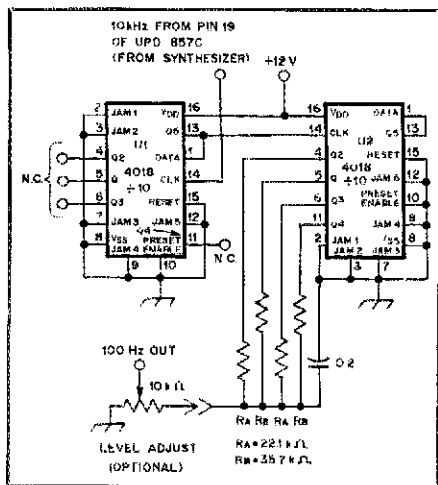 10kHz FROM PIN 19
OF UPD 857C
(FROM SYNTHESIZER)
+12 V
2 JAM 1 VDD 16
3 JAM2 Q5 13
U1
4 Q2 DATA 1
N.C.
4018
5 Q CLK 14
÷10
6 Q3 RESET 15
7 JAM 3 JAM 5 12
Q4
8 VSS PRESET 11
JAM 4 ENABLE
N.C.
9 10
16 VDD DATA 1
14 CLK Q5 13
U2
4 Q2 RESET 15
4018
5 Q JAM 5 12
÷10
6 Q3 PRESET ENABLE 10
11 Q4 JAM 4 9
2 JAM 1 VSS 8
JAM 2 JAM 3
3 7
100 Hz OUT
10kΩ
0.2
RA RB RA RB
LEVEL ADJUST
(OPTIONAL)
RA=22.1 kΩ
RB=35.7 kΩ